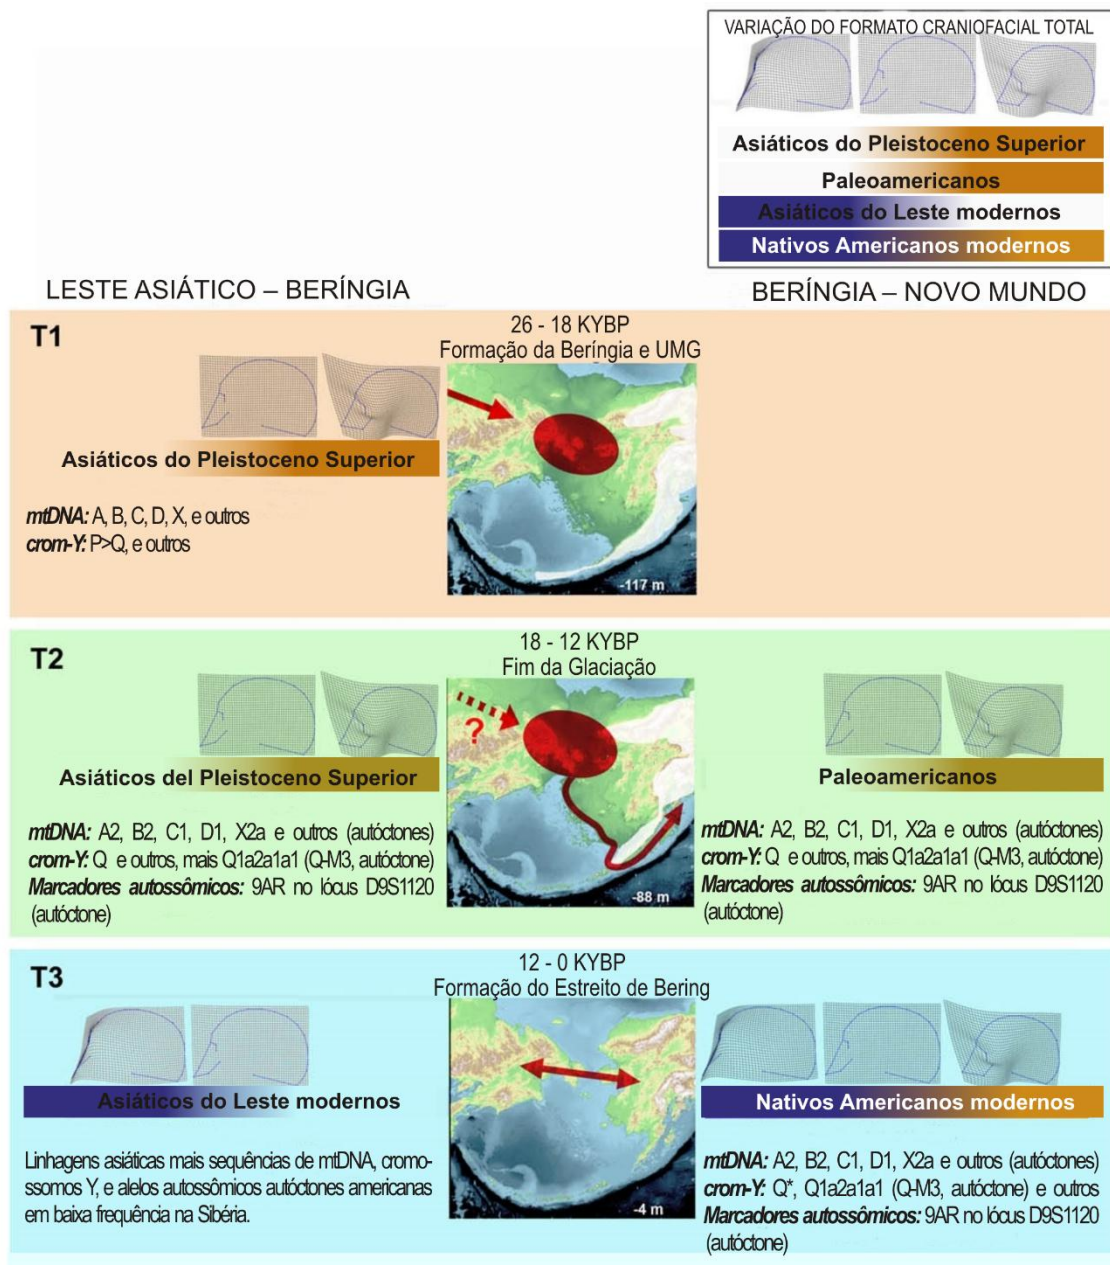 VARIAÇÃO DO FORMATO CRANIOFACIAL TOTAL
Asiáticos do Pleistoceno Superior
Paleoamericanos
Asiáticos do Leste modernos
Nativos Americanos modernos
LESTE ASIÁTICO – BERÍNGIA
BERÍNGIA – NOVO MUNDO
T1
26 - 18 KYBP
Formação da Beríngia e UMG
Asiáticos do Pleistoceno Superior
mtDNA: A, B, C, D, X, e outros
crom-Y: P>Q, e outros
-117 m
T2
18 - 12 KYBP
Fim da Glaciação
?
Asiáticos del Pleistoceno Superior
mtDNA: A2, B2, C1, D1, X2a e outros (autóctones)
crom-Y: Q e outros, mais Q1a2a1a1 (Q-M3, autóctone)
Marcadores autossômicos: 9AR no lócus D9S1120
(autóctone)
-88 m
Paleoamericanos
mtDNA: A2, B2, C1, D1, X2a e outros (autóctones)
crom-Y: Q e outros, mais Q1a2a1a1 (Q-M3, autóctone)
Marcadores autossômicos: 9AR no lócus D9S1120
(autóctone)
T3
12 - 0 KYBP
Formação do Estreito de Bering
Asiáticos do Leste modernos
Linhagens asiáticas mais sequências de mtDNA, cromo-
ssomos Y, e alelos autossômicos autóctones americanas
em baixa frequência na Sibéria.
-4 m
Nativos Americanos modernos
mtDNA: A2, B2, C1, D1, X2a e outros (autóctones)
crom-Y: Q*, Q1a2a1a1 (Q-M3, autóctone) e outros
Marcadores autossômicos: 9AR no lócus D9S1120
(autóctone)